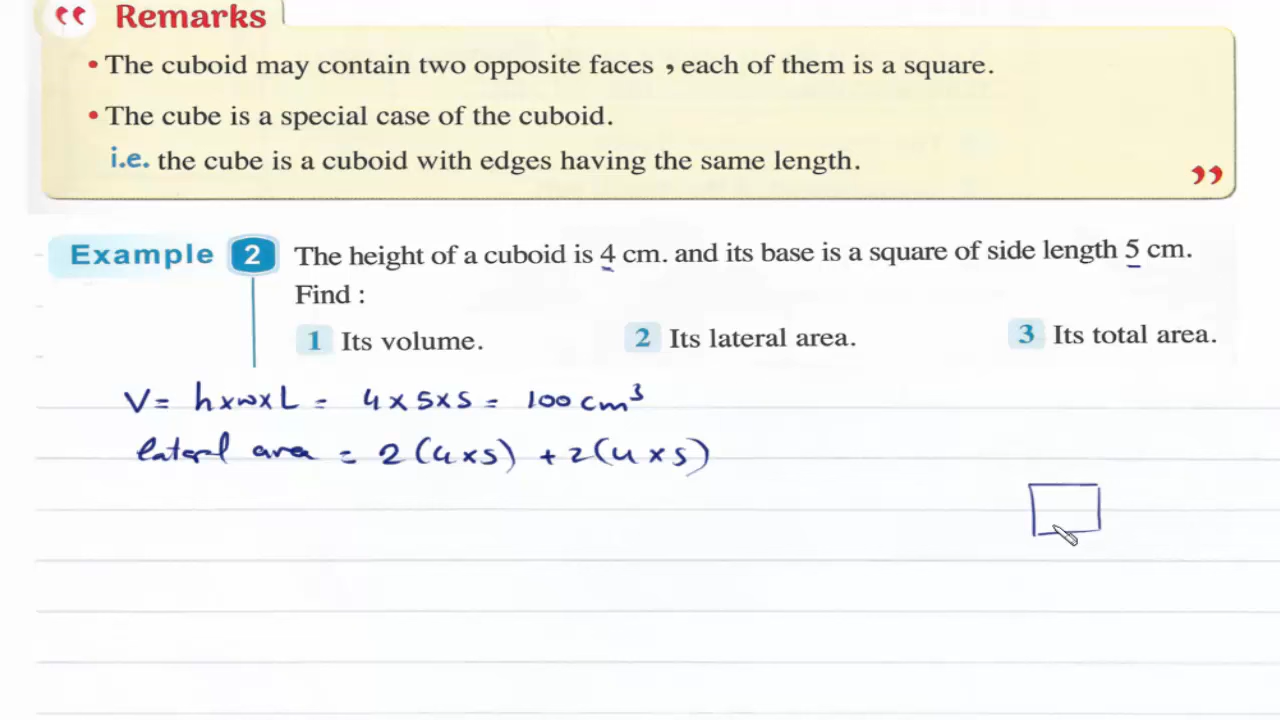 “ Remarks
• The cuboid may contain two opposite faces , each of them is a square.
• The cube is a special case of the cuboid.
i.e. the cube is a cuboid with edges having the same length.
”
Example 2 The height of a cuboid is 4 cm. and its base is a square of side length 5 cm.
Find :
1 Its volume. 2 Its lateral area. 3 Its total area.
V = h×w×L = 4×5×5 = 100 cm³
lateral area = 2(4×5) + 2(4×5)